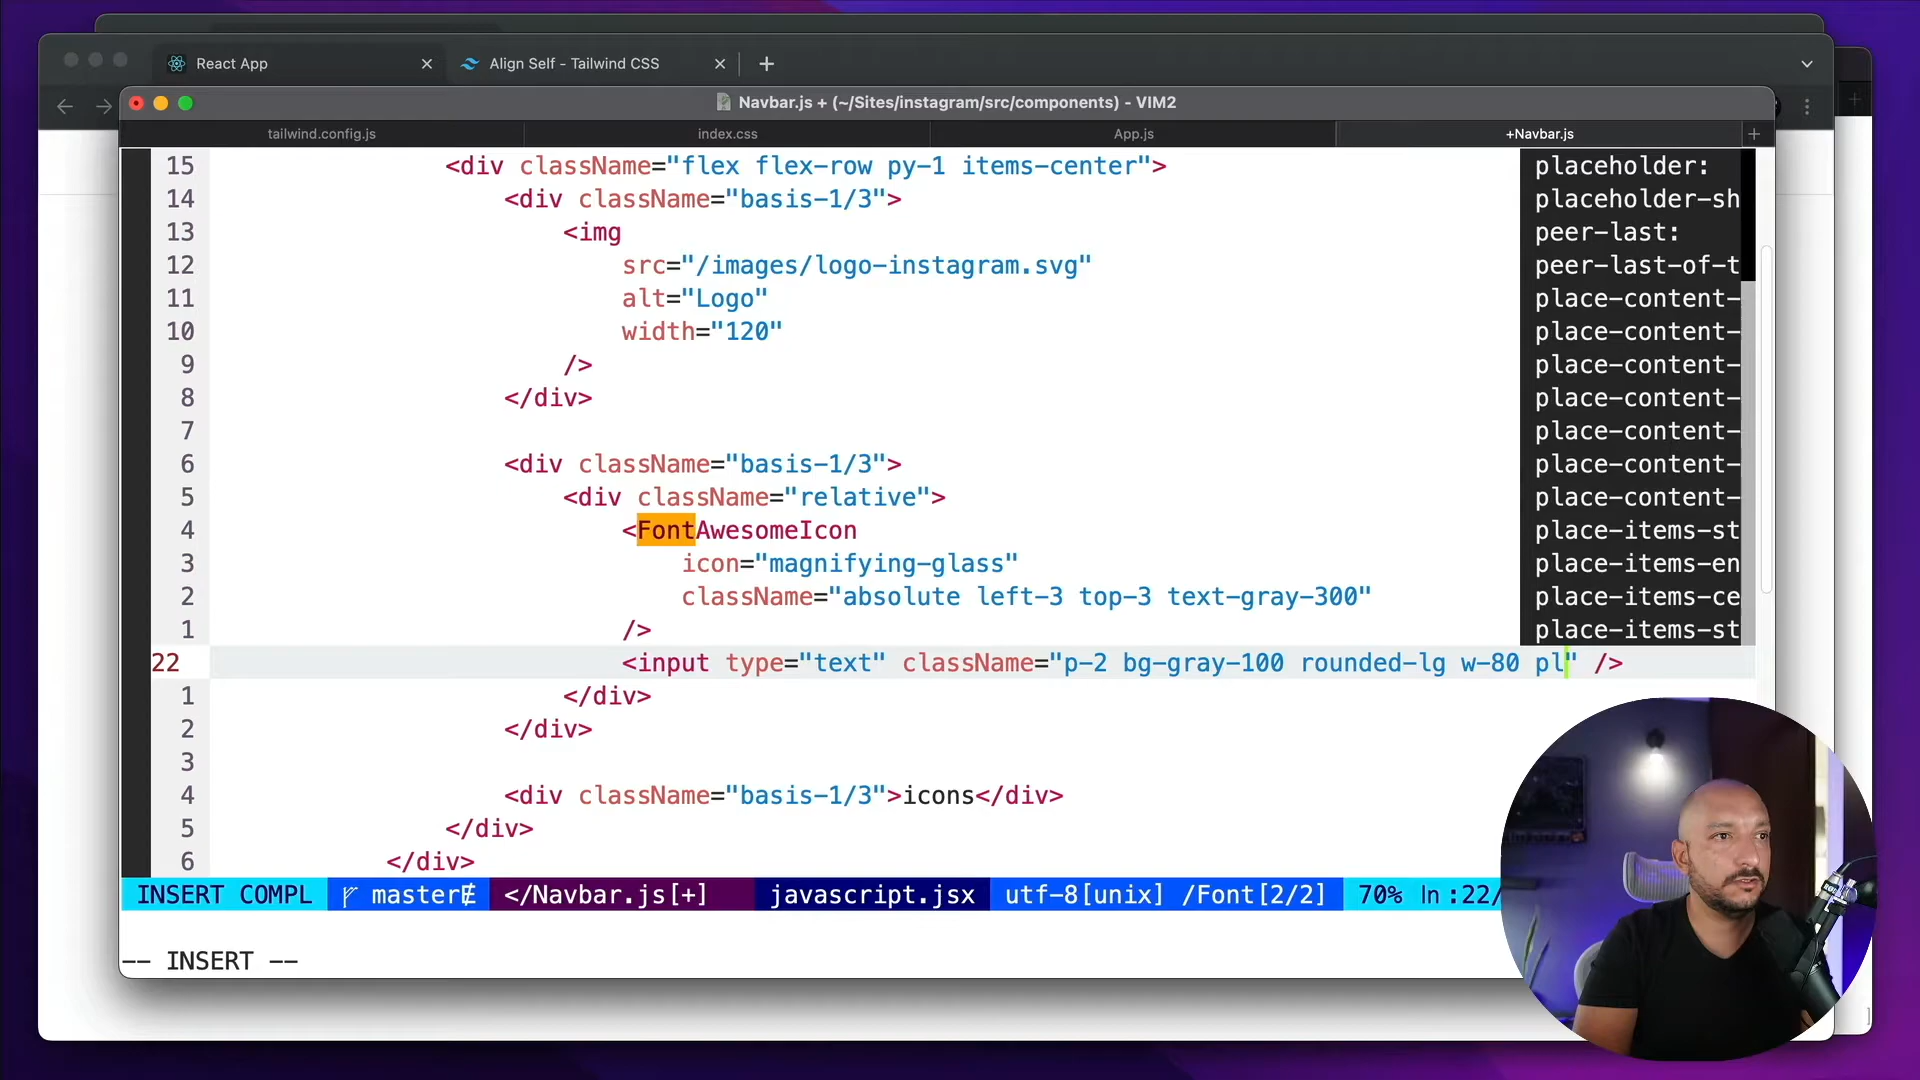 React App
Align Self - Tailwind CSS
Navbar.js + (~/Sites/instagram/src/components) - VIM2
tailwind.config.js
index.css
App.js
+Navbar.js
15 <div className="flex flex-row py-1 items-center">
14 <div className="basis-1/3">
13 <img
12 src="/images/logo-instagram.svg"
11 alt="Logo"
10 width="120"
9 />
8 </div>
7
6 <div className="basis-1/3">
5 <div className="relative">
4 <FontAwesomeIcon
3 icon="magnifying-glass"
2 className="absolute left-3 top-3 text-gray-300"
1 />
22 <input type="text" className="p-2 bg-gray-100 rounded-lg w-80 pl" />
1 </div>
2 </div>
3
4 <div className="basis-1/3">icons</div>
5 </div>
6 </div>
placeholder:
placeholder-sh
peer-last:
peer-last-of-t
place-content-
place-content-
place-content-
place-content-
place-content-
place-content-
place-content-
place-items-st
place-items-en
place-items-ce
place-items-st
INSERT COMPL master </Navbar.js[+] javascript.jsx utf-8[unix] /Font[2/2] 70% ln:22/
-- INSERT --